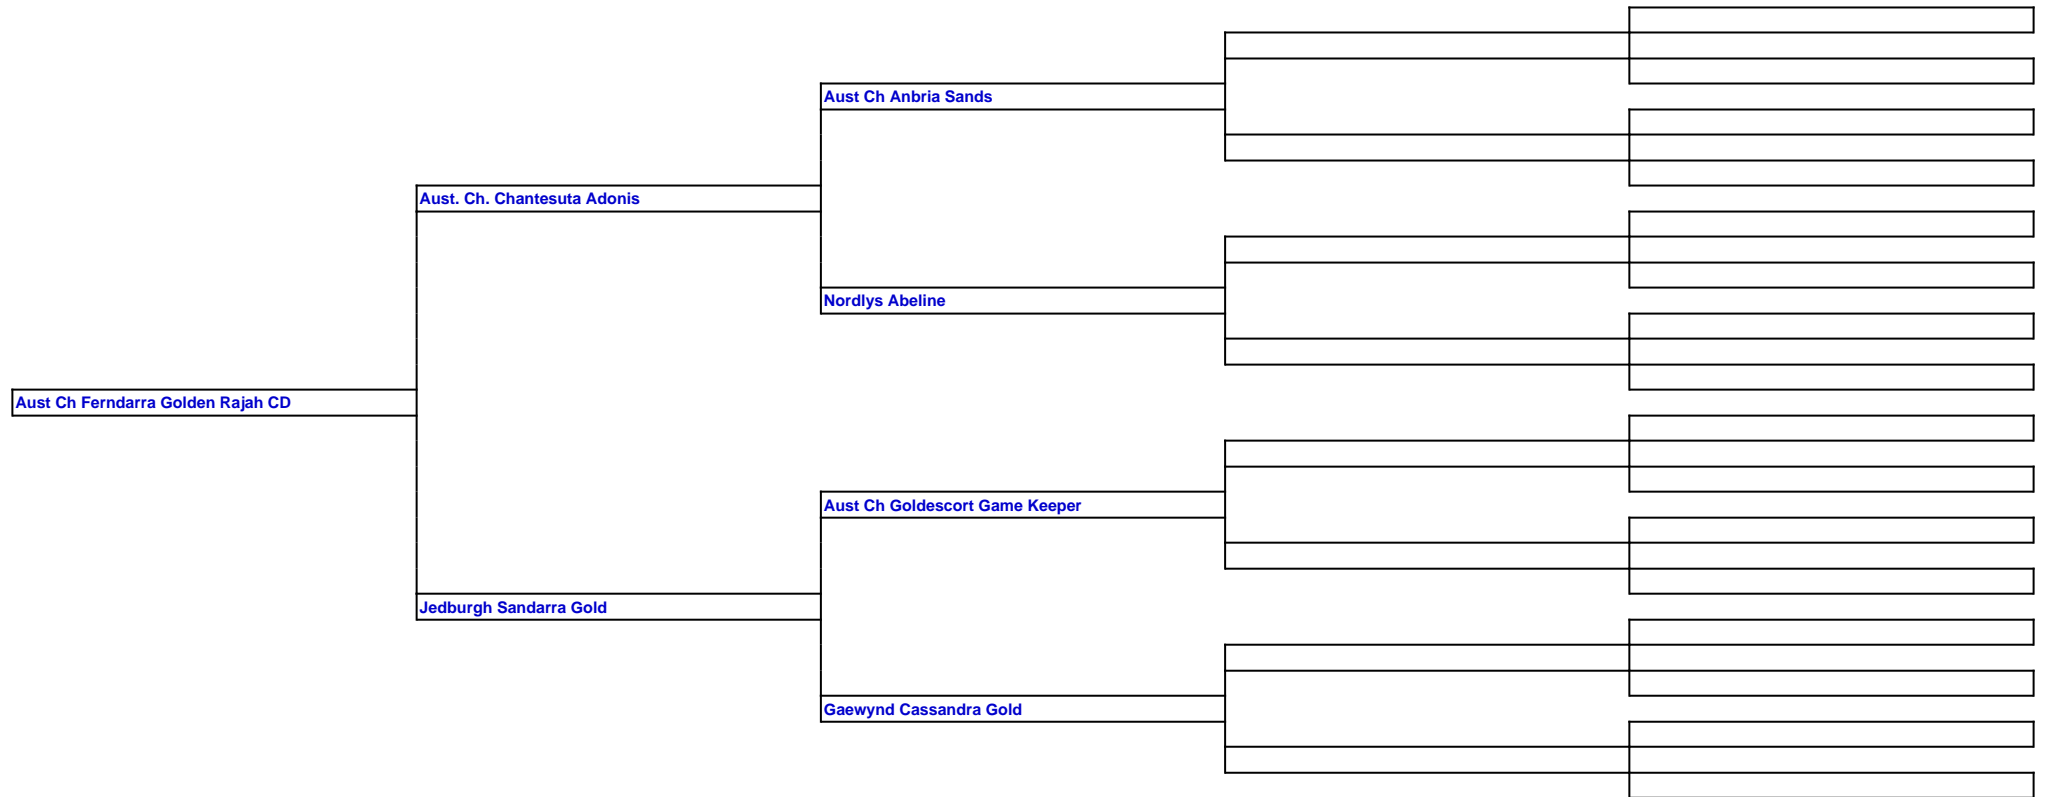 Aust Ch Anbria Sands
Aust. Ch. Chantesuta Adonis
Nordlys Abeline
Aust Ch Ferndarra Golden Rajah CD
Aust Ch Goldescort Game Keeper
Jedburgh Sandarra Gold
Gaewynd Cassandra Gold